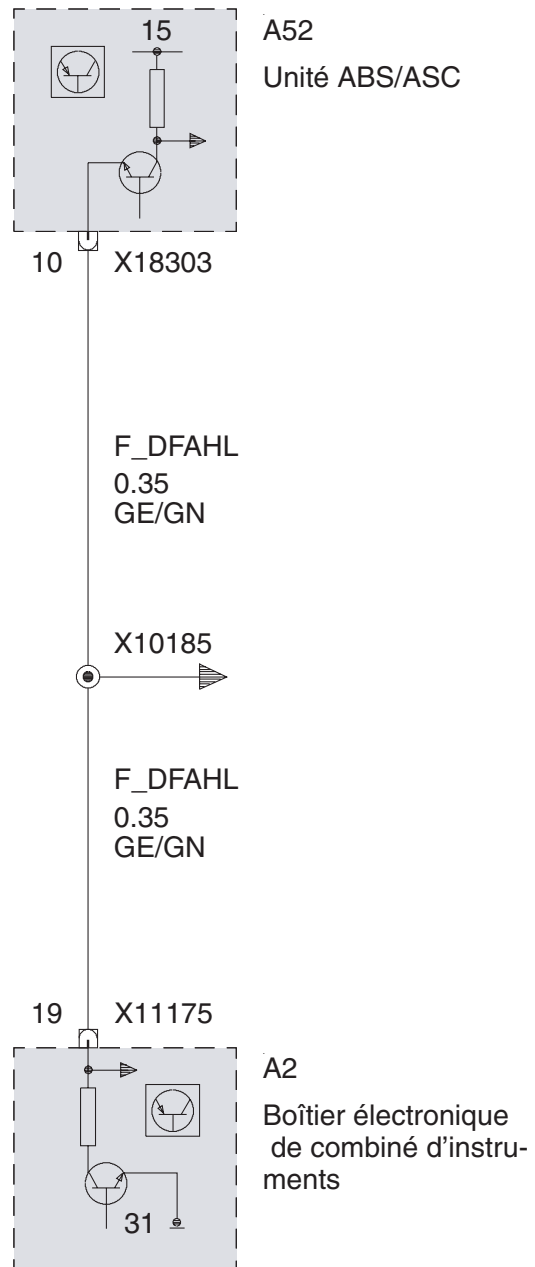 15
A52
Unité ABS/ASC
10 X18303
F_DFAHL
0.35
GE/GN
X10185
F_DFAHL
0.35
GE/GN
19 X11175
A2
Boîtier électronique
de combiné d'instru-
ments
31